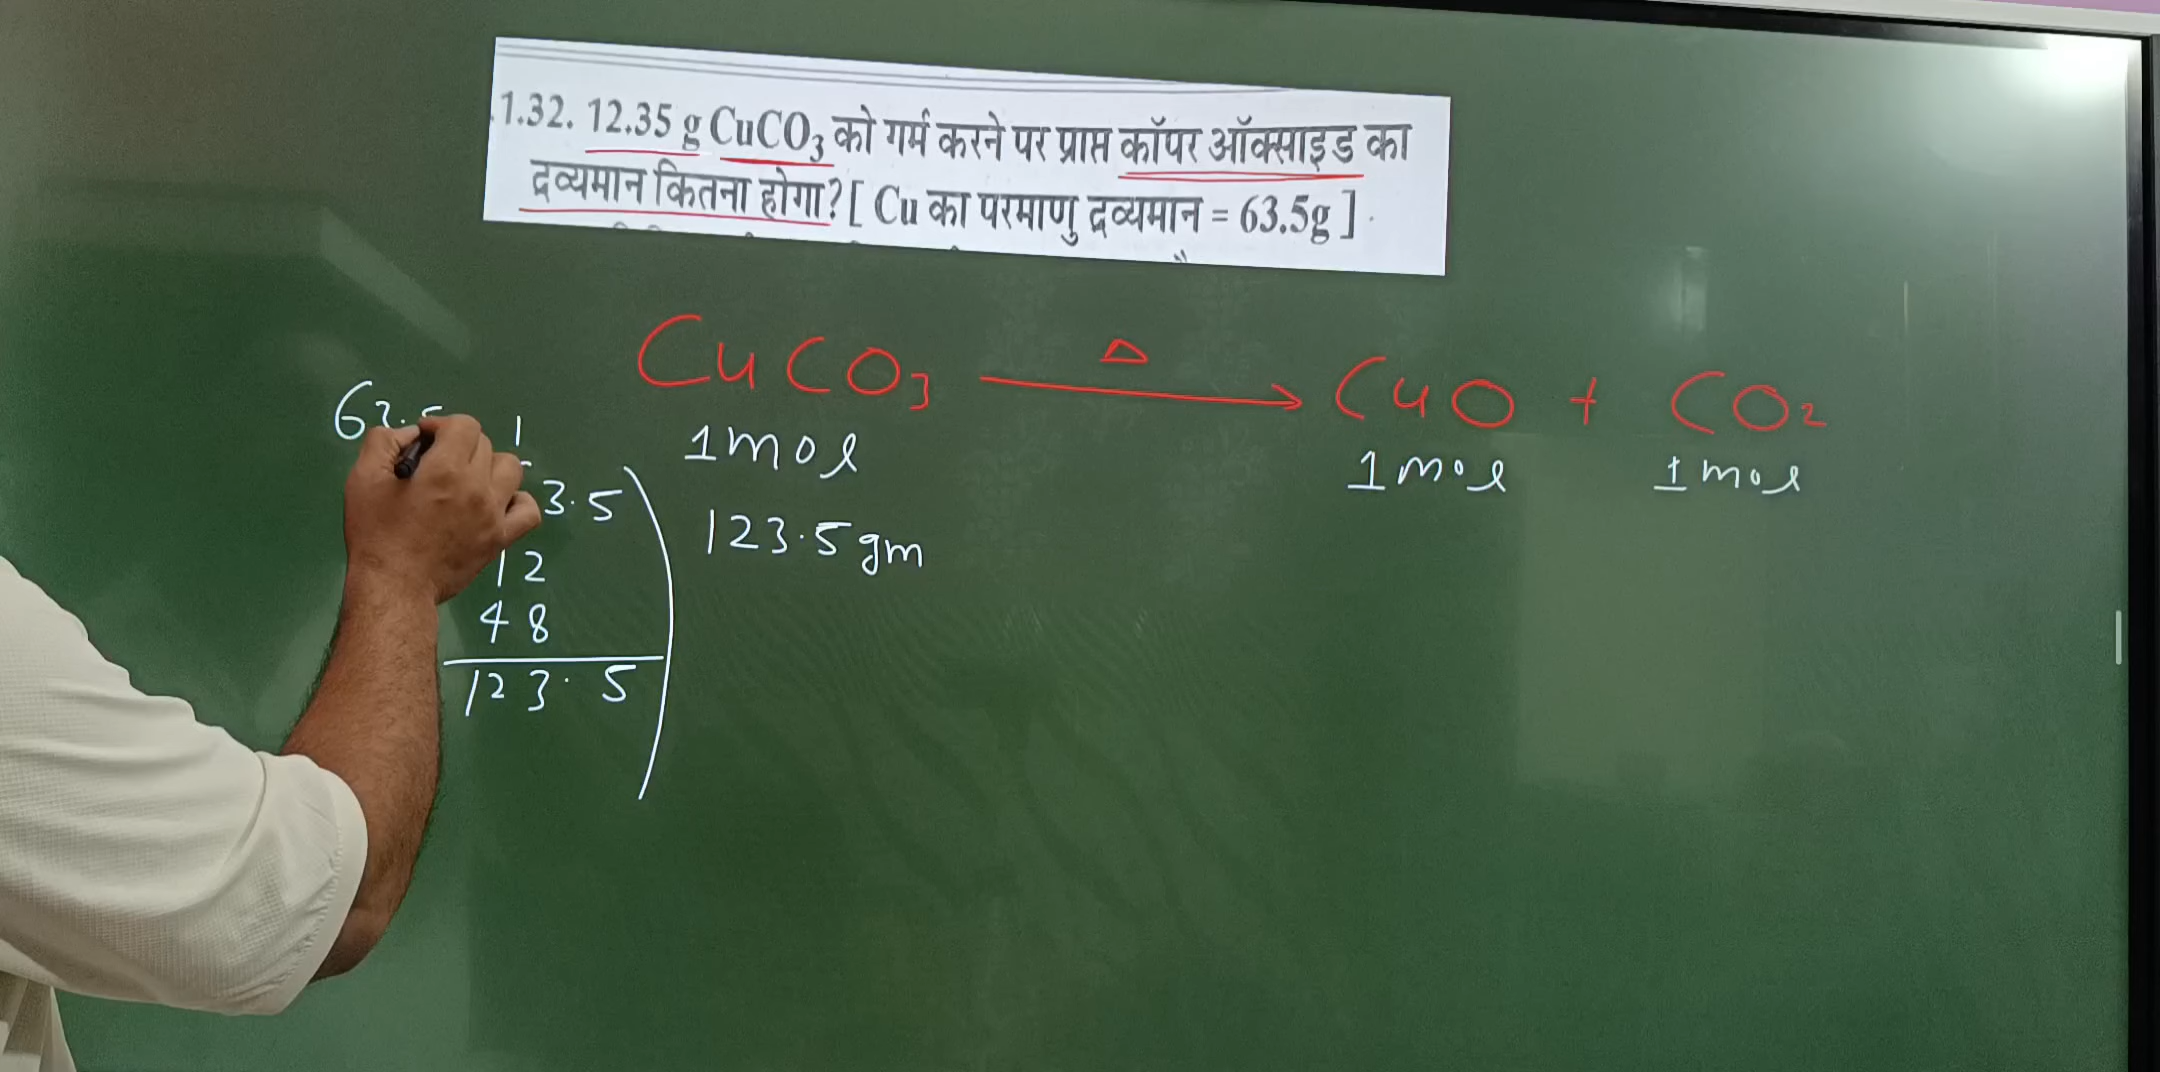 1.32. 12.35 g CuCO₃ को गर्म करने पर प्राप्त कॉपर ऑक्साइड का
द्रव्यमान कितना होगा? [ Cu का परमाणु द्रव्यमान = 63.5g ]
CuCO₃ —Δ→ CuO + CO₂
1mol 1mol 1mol
123.5gm
1
3.5
12
48
123.5